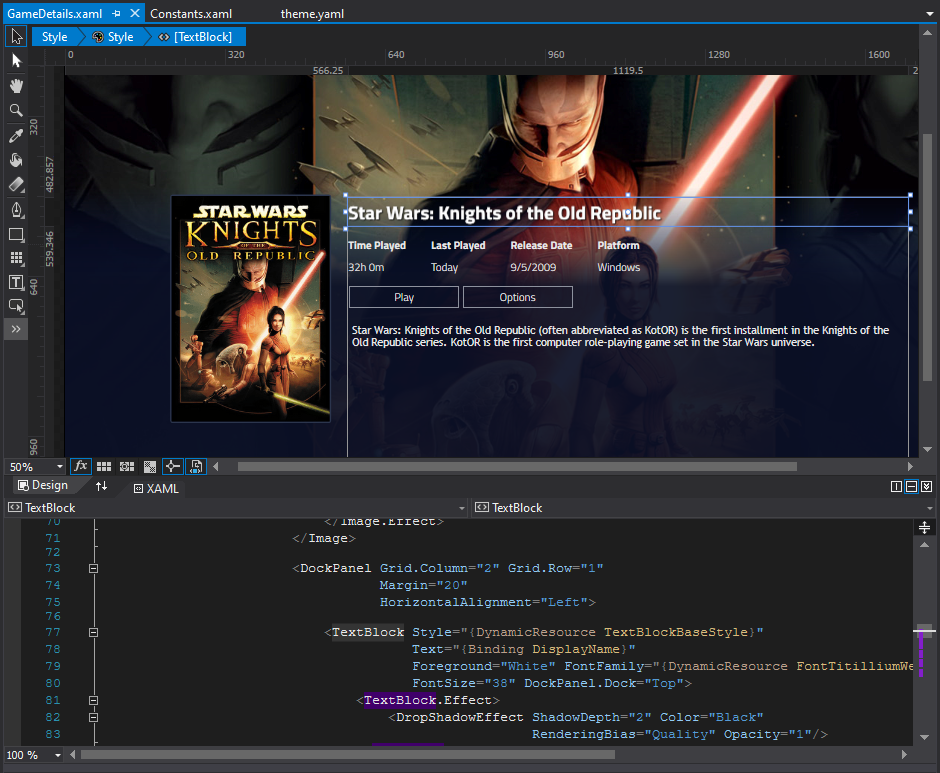 GameDetails.xaml
Constants.xaml
theme.yaml
Style
Style
[TextBlock]
0
320
640
960
1280
1600
566.25
1119.5
2
320
482.857
539.346
640
960
STAR WARS
KNIGHTS
OF THE
OLD REPUBLIC
Star Wars: Knights of the Old Republic
Time Played Last Played Release Date Platform
32h 0m Today 9/5/2009 Windows
Play Options
Star Wars: Knights of the Old Republic (often abbreviated as KotOR) is the first installment in the Knights of the
Old Republic series. KotOR is the first computer role-playing game set in the Star Wars universe.
50%
fx
Design
XAML
TextBlock
TextBlock
70 </Image.Effect>
71 </Image>
72
73 <DockPanel Grid.Column="2" Grid.Row="1"
74 Margin="20"
75 HorizontalAlignment="Left">
76
77 <TextBlock Style="{DynamicResource TextBlockBaseStyle}"
78 Text="{Binding DisplayName}"
79 Foreground="White" FontFamily="{DynamicResource FontTitilliumWe
80 FontSize="38" DockPanel.Dock="Top">
81 <TextBlock.Effect>
82 <DropShadowEffect ShadowDepth="2" Color="Black"
83 RenderingBias="Quality" Opacity="1"/>
100 %